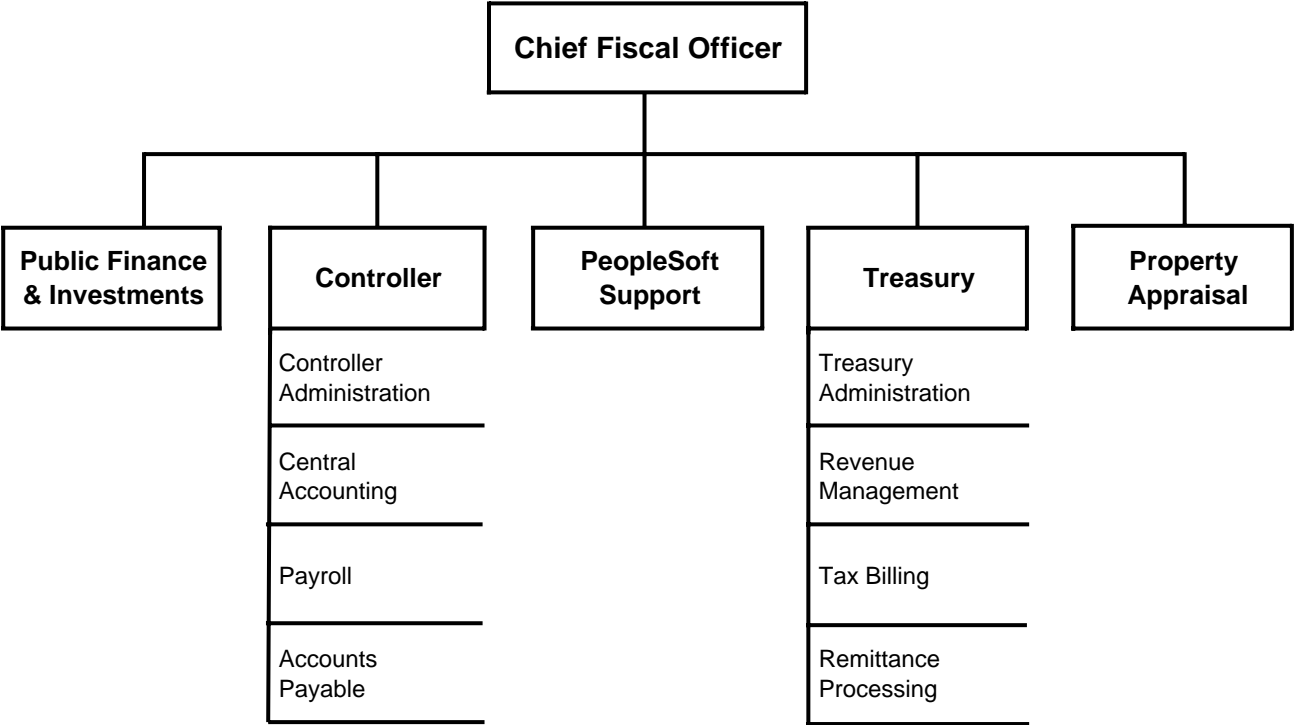 Chief Fiscal Officer
Public Finance
& Investments
Controller
PeopleSoft
Support
Treasury
Property
Appraisal
Controller
Administration
Central
Accounting
Payroll
Accounts
Payable
Treasury
Administration
Revenue
Management
Tax Billing
Remittance
Processing